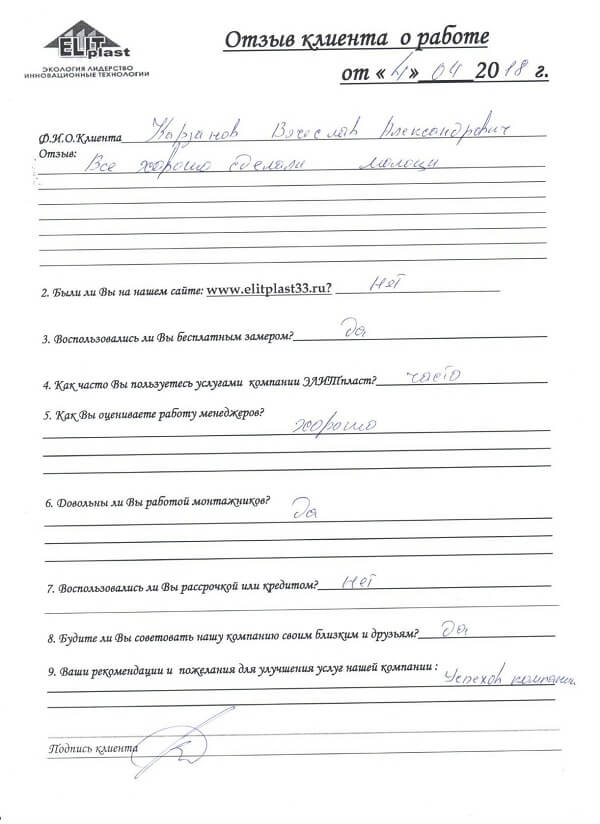 ELIT
plast
ЭКОЛОГИЯ ЛИДЕРСТВО
ИННОВАЦИОННЫЕ ТЕХНОЛОГИИ
Отзыв клиента о работе
от «4» 04 2018 г.
Ф.И.О.Клиента Вячеслав Александрович
Отзыв:
Все хорошо сделали молоци
2. Были ли Вы на нашем сайте: www.elitplast33.ru? Нет
3. Воспользовались ли Вы бесплатным замером? Да
4. Как часто Вы пользуетесь услугами компании ЭЛИТпласт? часто
5. Как Вы оцениваете работу менеджеров?
хорошо
6. Довольны ли Вы работой монтажников?
Да
7. Воспользовались ли Вы рассрочкой или кредитом? Нет
8. Будите ли Вы советовать нашу компанию своим близким и друзьям? Да
9. Ваши рекомендации и пожелания для улучшения услуг нашей компании :
Успехов компании.
Подпись клиента